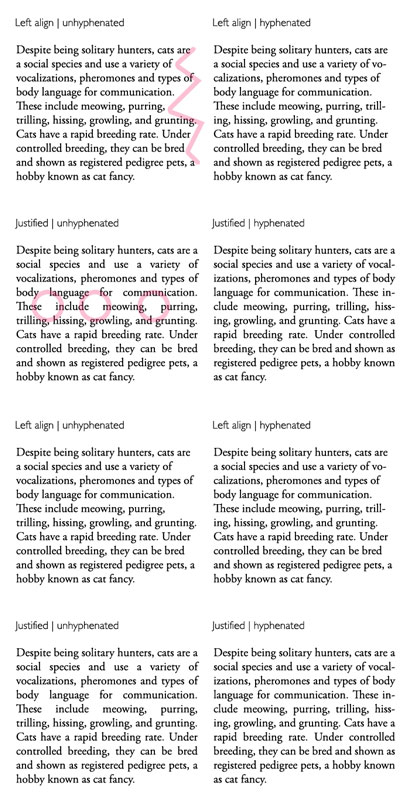 Left align | unhyphenated
Despite being solitary hunters, cats are
a social species and use a variety of
vocalizations, pheromones and types of
body language for communication.
These include meowing, purring,
trilling, hissing, growling, and grunting.
Cats have a rapid breeding rate. Under
controlled breeding, they can be bred
and shown as registered pedigree pets, a
hobby known as cat fancy.
Left align | hyphenated
Despite being solitary hunters, cats are
a social species and use a variety of vo-
calizations, pheromones and types of
body language for communication.
These include meowing, purring, trill-
ing, hissing, growling, and grunting.
Cats have a rapid breeding rate. Under
controlled breeding, they can be bred
and shown as registered pedigree pets, a
hobby known as cat fancy.
Justified | unhyphenated
Despite being solitary hunters, cats are a
social species and use a variety of
vocalizations, pheromones and types of
body language for communication.
These include meowing, purring,
trilling, hissing, growling, and grunting.
Cats have a rapid breeding rate. Under
controlled breeding, they can be bred
and shown as registered pedigree pets, a
hobby known as cat fancy.
Justified | hyphenated
Despite being solitary hunters, cats are a
social species and use a variety of vocal-
izations, pheromones and types of body
language for communication. These in-
clude meowing, purring, trilling, hiss-
ing, growling, and grunting. Cats have a
rapid breeding rate. Under controlled
breeding, they can be bred and shown as
registered pedigree pets, a hobby known
as cat fancy.
Left align | unhyphenated
Despite being solitary hunters, cats are
a social species and use a variety of
vocalizations, pheromones and types of
body language for communication.
These include meowing, purring,
trilling, hissing, growling, and grunting.
Cats have a rapid breeding rate. Under
controlled breeding, they can be bred
and shown as registered pedigree pets, a
hobby known as cat fancy.
Left align | hyphenated
Despite being solitary hunters, cats are
a social species and use a variety of vo-
calizations, pheromones and types of
body language for communication.
These include meowing, purring, trill-
ing, hissing, growling, and grunting.
Cats have a rapid breeding rate. Under
controlled breeding, they can be bred
and shown as registered pedigree pets, a
hobby known as cat fancy.
Justified | unhyphenated
Despite being solitary hunters, cats are a
social species and use a variety of
vocalizations, pheromones and types of
body language for communication.
These include meowing, purring,
trilling, hissing, growling, and grunting.
Cats have a rapid breeding rate. Under
controlled breeding, they can be bred
and shown as registered pedigree pets, a
hobby known as cat fancy.
Justified | hyphenated
Despite being solitary hunters, cats are a
social species and use a variety of vocal-
izations, pheromones and types of body
language for communication. These in-
clude meowing, purring, trilling, hiss-
ing, growling, and grunting. Cats have a
rapid breeding rate. Under controlled
breeding, they can be bred and shown as
registered pedigree pets, a hobby known
as cat fancy.